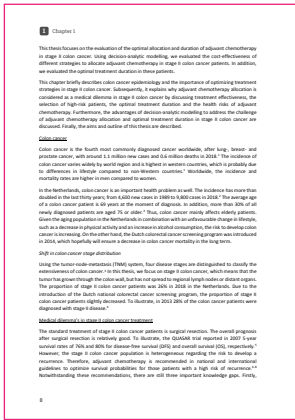 1 Chapter 1
This thesis focuses on the evaluation of the optimal allocation and duration of adjuvant chemotherapy
in stage II colon cancer. Using decision-analytic modelling, we evaluated the cost-effectiveness of
different strategies to allocate adjuvant chemotherapy in stage II colon cancer patients. In addition,
we evaluated the optimal treatment duration in these patients.
This chapter briefly describes colon cancer epidemiology and the importance of optimizing treatment
strategies in stage II colon cancer. Subsequently, it explains why adjuvant chemotherapy allocation is
considered as a medical dilemma in stage II colon cancer by discussing treatment effectiveness, the
selection of high-risk patients, the optimal treatment duration and the health risks of adjuvant
chemotherapy. Furthermore, the advantages of decision-analytic modelling to address the challenge
of adjuvant chemotherapy allocation and optimal treatment duration in stage II colon cancer are
discussed. Finally, the aims and outline of this thesis are described.
Colon cancer
Colon cancer is the fourth most commonly diagnosed cancer worldwide, after lung-, breast- and
prostate cancer, with around 1.1 million new cases and 0.6 million deaths in 2018. The incidence of
colon cancer varies widely by world region and is highest in western countries, which is probably due
to differences in lifestyle compared to non-Western countries. Worldwide, the incidence and
mortality rates are higher in men compared to women.
In the Netherlands, colon cancer is an important health problem as well. The incidence has more than
doubled in the last thirty years; from 4,600 new cases in 1989 to 9,800 cases in 2018. The average age
of a colon cancer patient is 69 years at the moment of diagnosis. In addition, more than 30% of all
newly diagnosed patients are aged 75 or older. Thus, colon cancer mainly affects elderly patients.
Given the aging population in the Netherlands in combination with an unfavourable change in lifestyle,
such as a decrease in physical activity and an increase in alcohol consumption, the risk to develop colon
cancer is increasing. On the other hand, the Dutch colorectal cancer screening program was introduced
in 2014, which hopefully will ensure a decrease in colon cancer mortality in the long term.
Shift in colon cancer stage distribution
Using the tumor-node-metastasis (TNM) system, four disease stages are distinguished to classify the
extensiveness of colon cancer. In this thesis, we focus on stage II colon cancer, which means that the
tumor has grown through the colon wall, but has not spread to regional lymph nodes or distant organs.
The proportion of stage II colon cancer patients was 26% in 2018 in the Netherlands. Due to the
introduction of the Dutch national colorectal cancer screening program, the proportion of stage II
colon cancer patients slightly decreased. To illustrate, in 2013 28% of the colon cancer patients were
diagnosed with stage II disease.
Medical dilemma's in stage II colon cancer treatment
The standard treatment of stage II colon cancer patients is surgical resection. The overall prognosis
after surgical resection is relatively good. To illustrate, the QUASAR trial reported in 2007 5-year
survival rates of 76% and 80% for disease-free survival (DFS) and overall survival (OS), respectively.
However, the stage II colon cancer population is heterogeneous regarding the risk to develop a
recurrence. Therefore, adjuvant chemotherapy is recommended in national and international
guidelines to optimize survival probabilities for those patients with a high risk of recurrence.
Notwithstanding these recommendations, there are still three important knowledge gaps. Firstly,
8